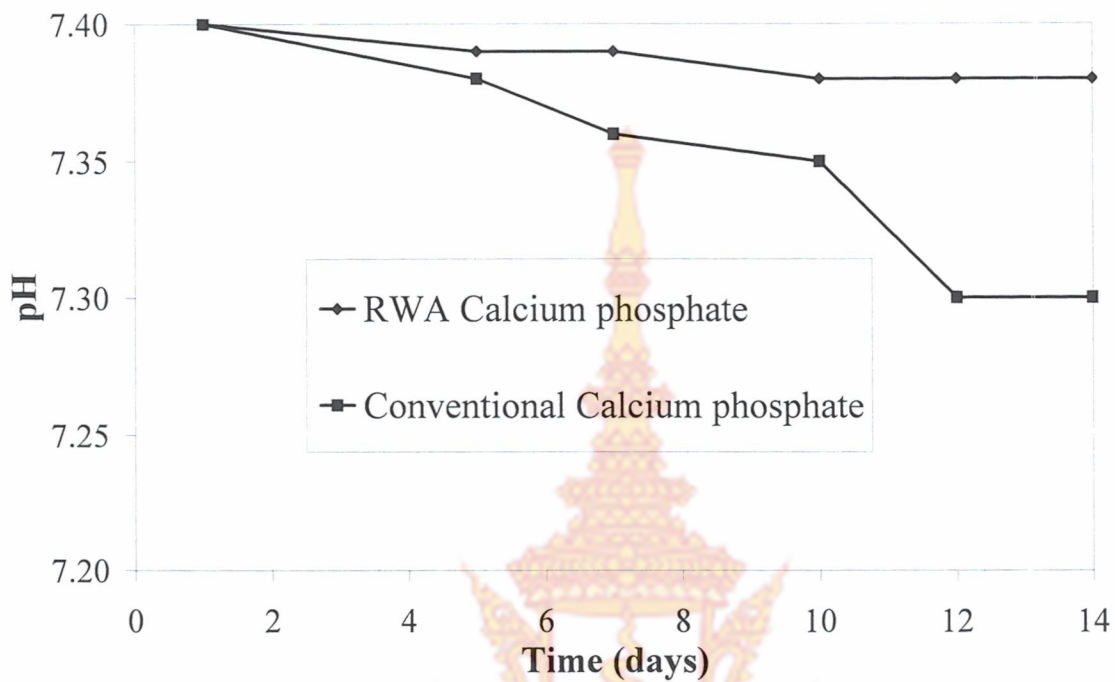 7.40
7.35
7.30
7.25
7.20
pH
RWA Calcium phosphate
Conventional Calcium phosphate
0 2 4 6 8 10 12 14
Time (days)